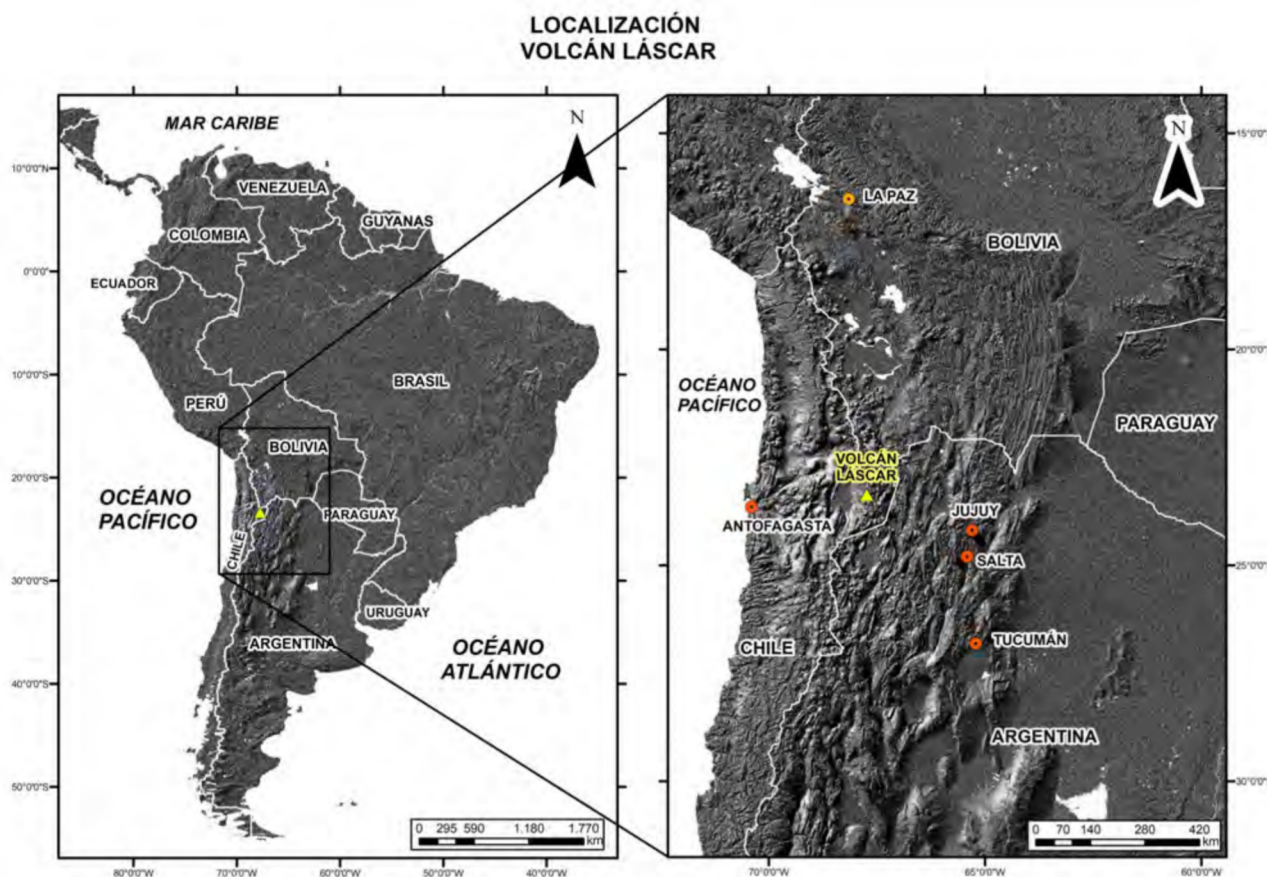 LOCALIZACIÓN
VOLCÁN LÁSCAR
MAR CARIBE
N
10°0'0"N
VENEZUELA
GUYANAS
COLOMBIA
0°0'0"
ECUADOR
10°0'0"S
BRASIL
PERÚ
BOLIVIA
20°0'0"S
OCÉANO
PACÍFICO
PARAGUAY
CHILE
30°0'0"S
URUGUAY
ARGENTINA
OCÉANO
ATLÁNTICO
40°0'0"S
50°0'0"S
0 295 590 1.180 1.770
km
80°0'0"W 70°0'0"W 60°0'0"W 50°0'0"W 40°0'0"W
N
15°0'0"S
LA PAZ
BOLIVIA
20°0'0"S
OCÉANO
PACÍFICO
PARAGUAY
VOLCÁN
LÁSCAR
ANTOFAGASTA
JUJUY
SALTA
25°0'0"S
TUCUMÁN
CHILE
ARGENTINA
30°0'0"S
0 70 140 280 420
km
70°0'0"W 65°0'0"W 60°0'0"W